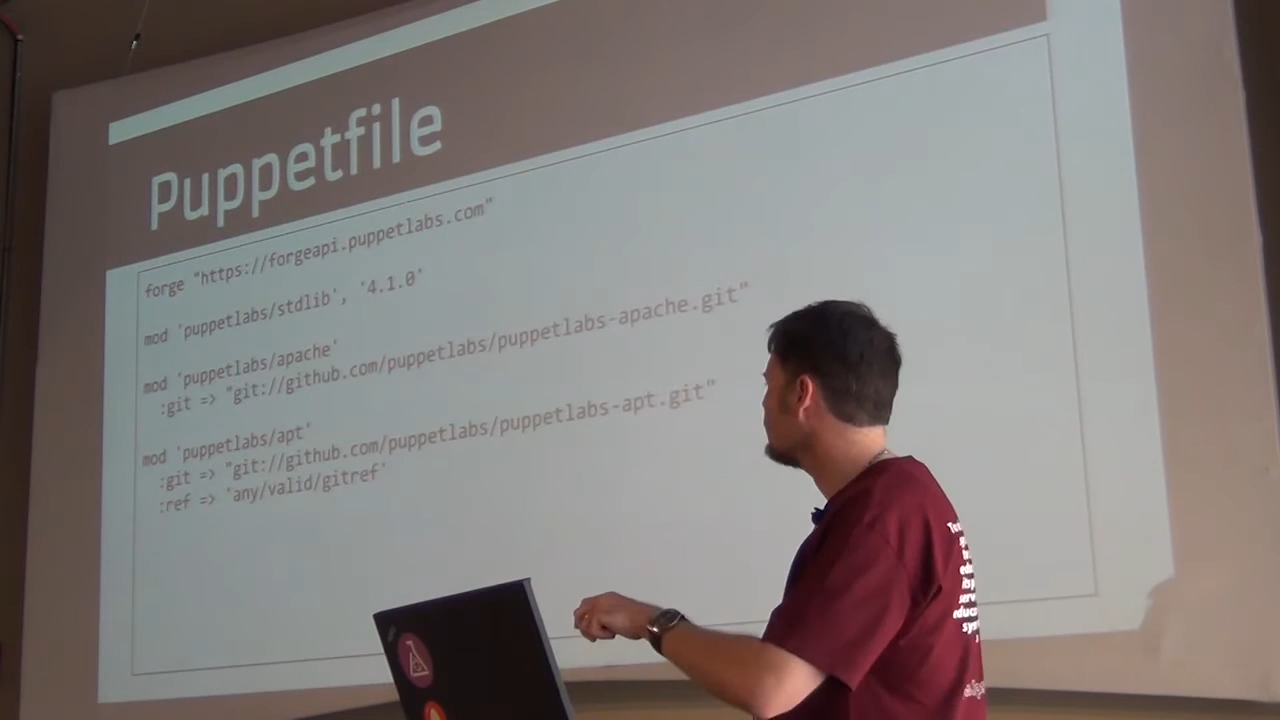 Puppetfile
forge "https://forgeapi.puppetlabs.com"
mod 'puppetlabs/stdlib', '4.1.0'
mod 'puppetlabs/apache'
:git => "git://github.com/puppetlabs/puppetlabs-apache.git"
mod 'puppetlabs/apt'
:git => "git://github.com/puppetlabs/puppetlabs-apt.git"
:ref => 'any/valid/gitref'